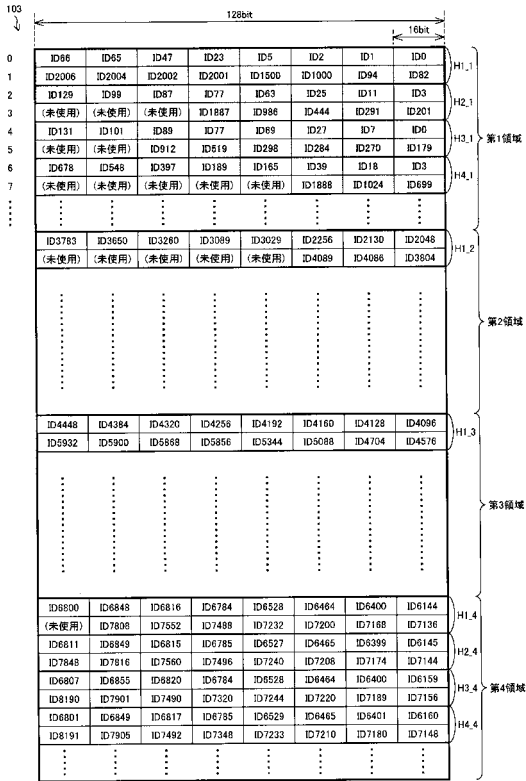 103
128bit
16bit
0 ID66 ID65 ID47 ID23 ID5 ID2 ID1 ID0
H1_1
1 ID2006 ID2004 ID2002 ID2001 ID1500 ID1000 ID94 ID82
2 ID129 ID99 ID87 ID77 ID63 ID25 ID11 ID3
H2_1
3 (未使用) (未使用) (未使用) ID1887 ID986 ID444 ID291 ID201
4 ID131 ID101 ID89 ID77 ID69 ID27 ID7 ID0
H3_1
第1領域
5 (未使用) (未使用) ID912 ID519 ID298 ID284 ID270 ID179
6 ID678 ID548 ID397 ID189 ID165 ID39 ID18 ID3
H4_1
7 (未使用) (未使用) (未使用) (未使用) (未使用) ID1888 ID1024 ID699
ID3783 ID3650 ID3260 ID3089 ID3029 ID2256 ID2130 ID2048
H1_2
(未使用) (未使用) (未使用) (未使用) (未使用) ID4089 ID4086 ID3804
第2領域
ID4448 ID4384 ID4320 ID4256 ID4192 ID4160 ID4128 ID4096
H1_3
ID5932 ID5900 ID5868 ID5856 ID5344 ID5088 ID4704 ID4576
第3領域
ID6800 ID6848 ID6816 ID6784 ID6528 ID6464 ID6400 ID6144
H1_4
(未使用) ID7808 ID7552 ID7488 ID7232 ID7200 ID7168 ID7136
ID6811 ID6849 ID6815 ID6785 ID6527 ID6465 ID6399 ID6145
H2_4
ID7848 ID7816 ID7560 ID7496 ID7240 ID7208 ID7174 ID7144
ID6807 ID6855 ID6820 ID6784 ID6528 ID6464 ID6400 ID6159
H3_4
第4領域
ID8190 ID7901 ID7490 ID7320 ID7244 ID7220 ID7189 ID7156
ID6801 ID6849 ID6817 ID6785 ID6529 ID6465 ID6401 ID6160
H4_4
ID8191 ID7905 ID7492 ID7348 ID7233 ID7210 ID7180 ID7148